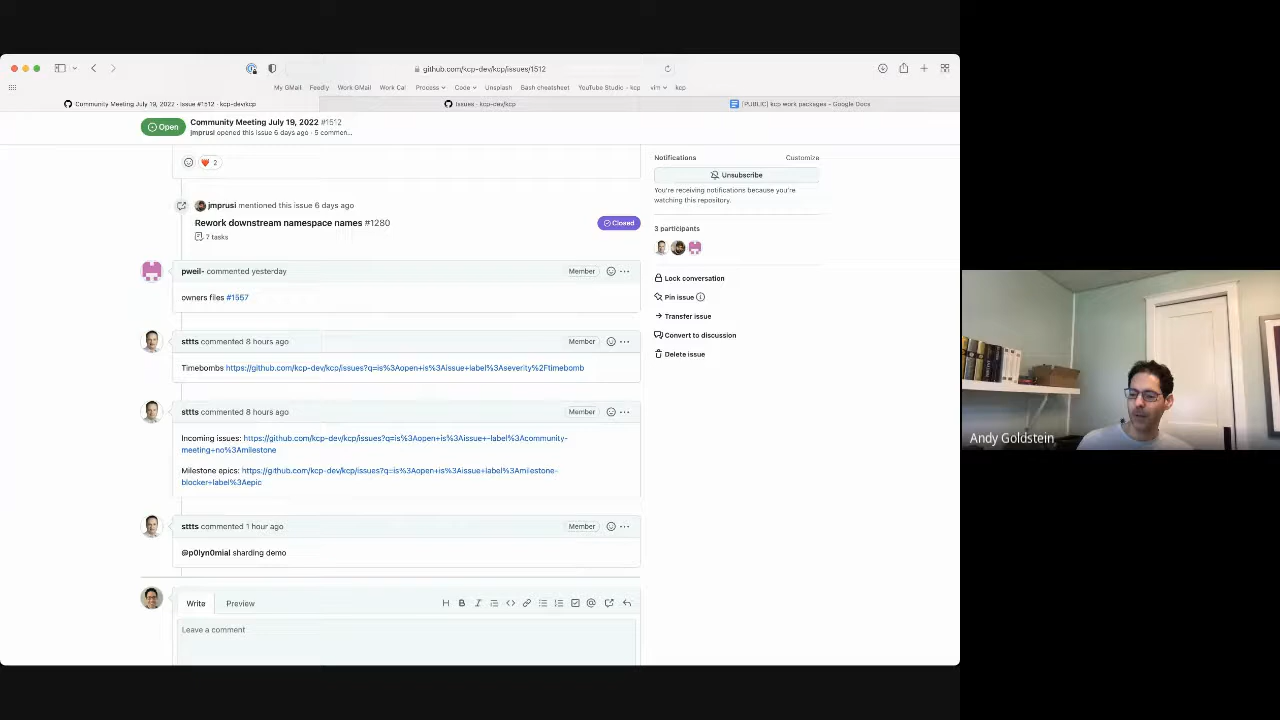 github.com/kcp-dev/kcp/issues/1512
My GMail Feedly Work GMail Work Cal Process Code Unsplash Bash cheatsheet YouTube Studio - kcp vim kcp
Community Meeting July 19, 2022 · Issue #1512 · kcp-dev/kcp
Issues · kcp-dev/kcp
[PUBLIC] kcp work packages - Google Docs
Open
Community Meeting July 19, 2022 #1512
jmprusi opened this issue 6 days ago · 5 commen...
2
jmprusi mentioned this issue 6 days ago
Rework downstream namespace names #1280
Closed
7 tasks
pweil- commented yesterday
Member
owners files #1557
sttts commented 8 hours ago
Member
Timebombs https://github.com/kcp-dev/kcp/issues?q=is%3Aopen+is%3Aissue+label%3Aseverity%2Ftimebomb
sttts commented 8 hours ago
Member
Incoming issues: https://github.com/kcp-dev/kcp/issues?q=is%3Aopen+is%3Aissue+-label%3Acommunity-
meeting+no%3Amilestone
Milestone epics: https://github.com/kcp-dev/kcp/issues?q=is%3Aopen+is%3Aissue+label%3Amilestone-
blocker+label%3Aepic
sttts commented 1 hour ago
Member
@p0lyn0mial sharding demo
Write Preview
Leave a comment
Notifications
Customize
Unsubscribe
You're receiving notifications because you're
watching this repository.
3 participants
Lock conversation
Pin issue
Transfer issue
Convert to discussion
Delete issue
Andy Goldstein